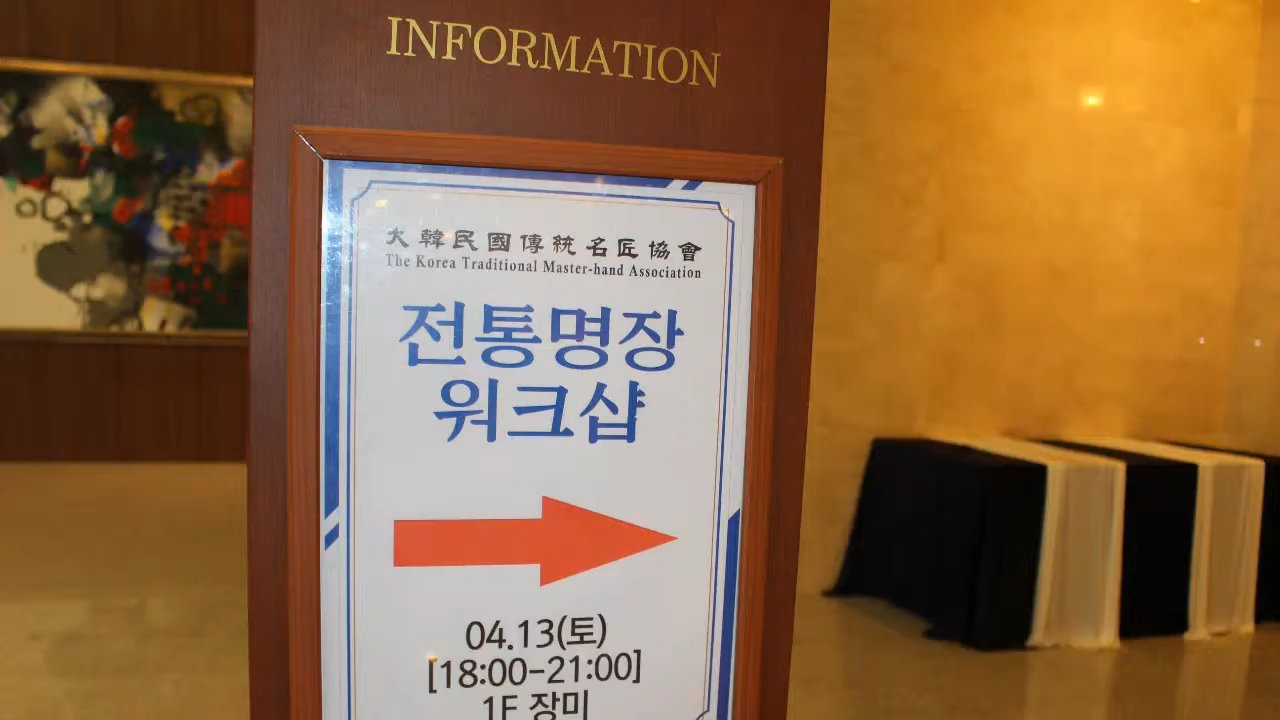 INFORMATION
大韓民國傳統名匠協會
The Korea Traditional Master-hand Association
전통명장
워크샵
04.13(토)
[18:00-21:00]
1F 장미